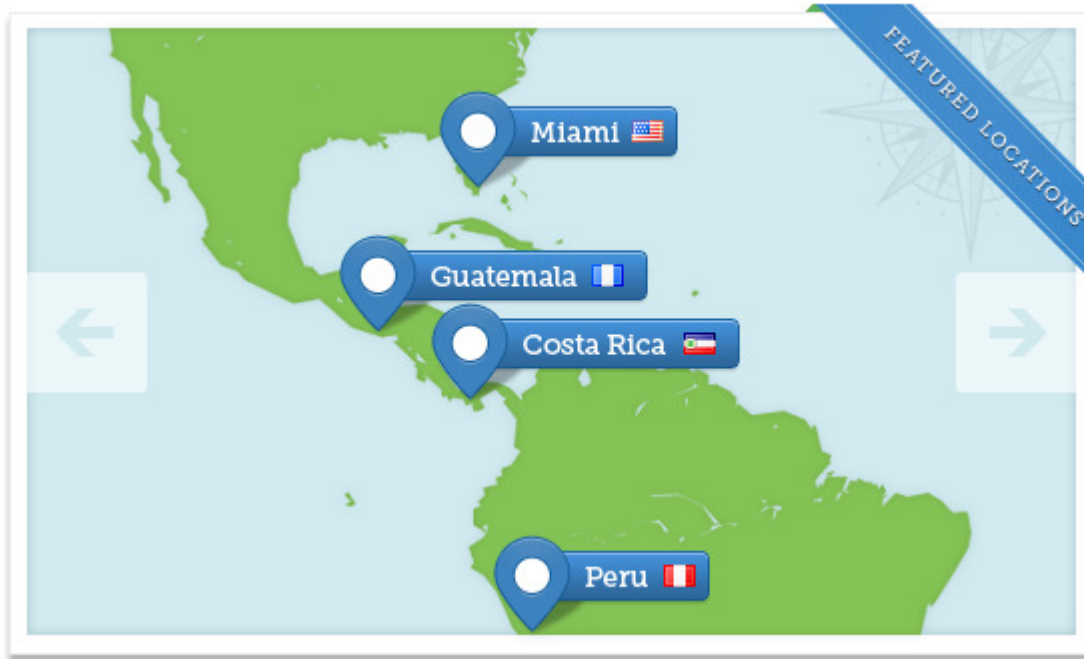 FEATURED LOCATIONS
Miami
Guatemala
Costa Rica
Peru